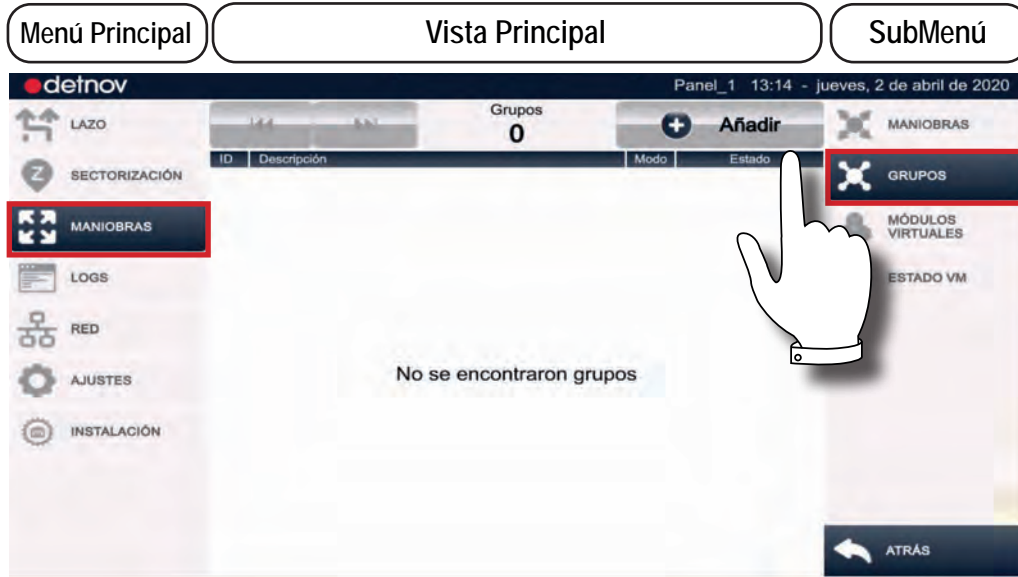 Menú Principal
Vista Principal
SubMenú
detnov
Panel_1 13:14 - jueves, 2 de abril de 2020
LAZO
SECTORIZACIÓN
MANIOBRAS
LOGS
RED
AJUSTES
INSTALACIÓN
Grupos
0
Añadir
ID Descripción Modo Estado
No se encontraron grupos
MANIOBRAS
GRUPOS
MÓDULOS
VIRTUALES
ESTADO VM
ATRÁS